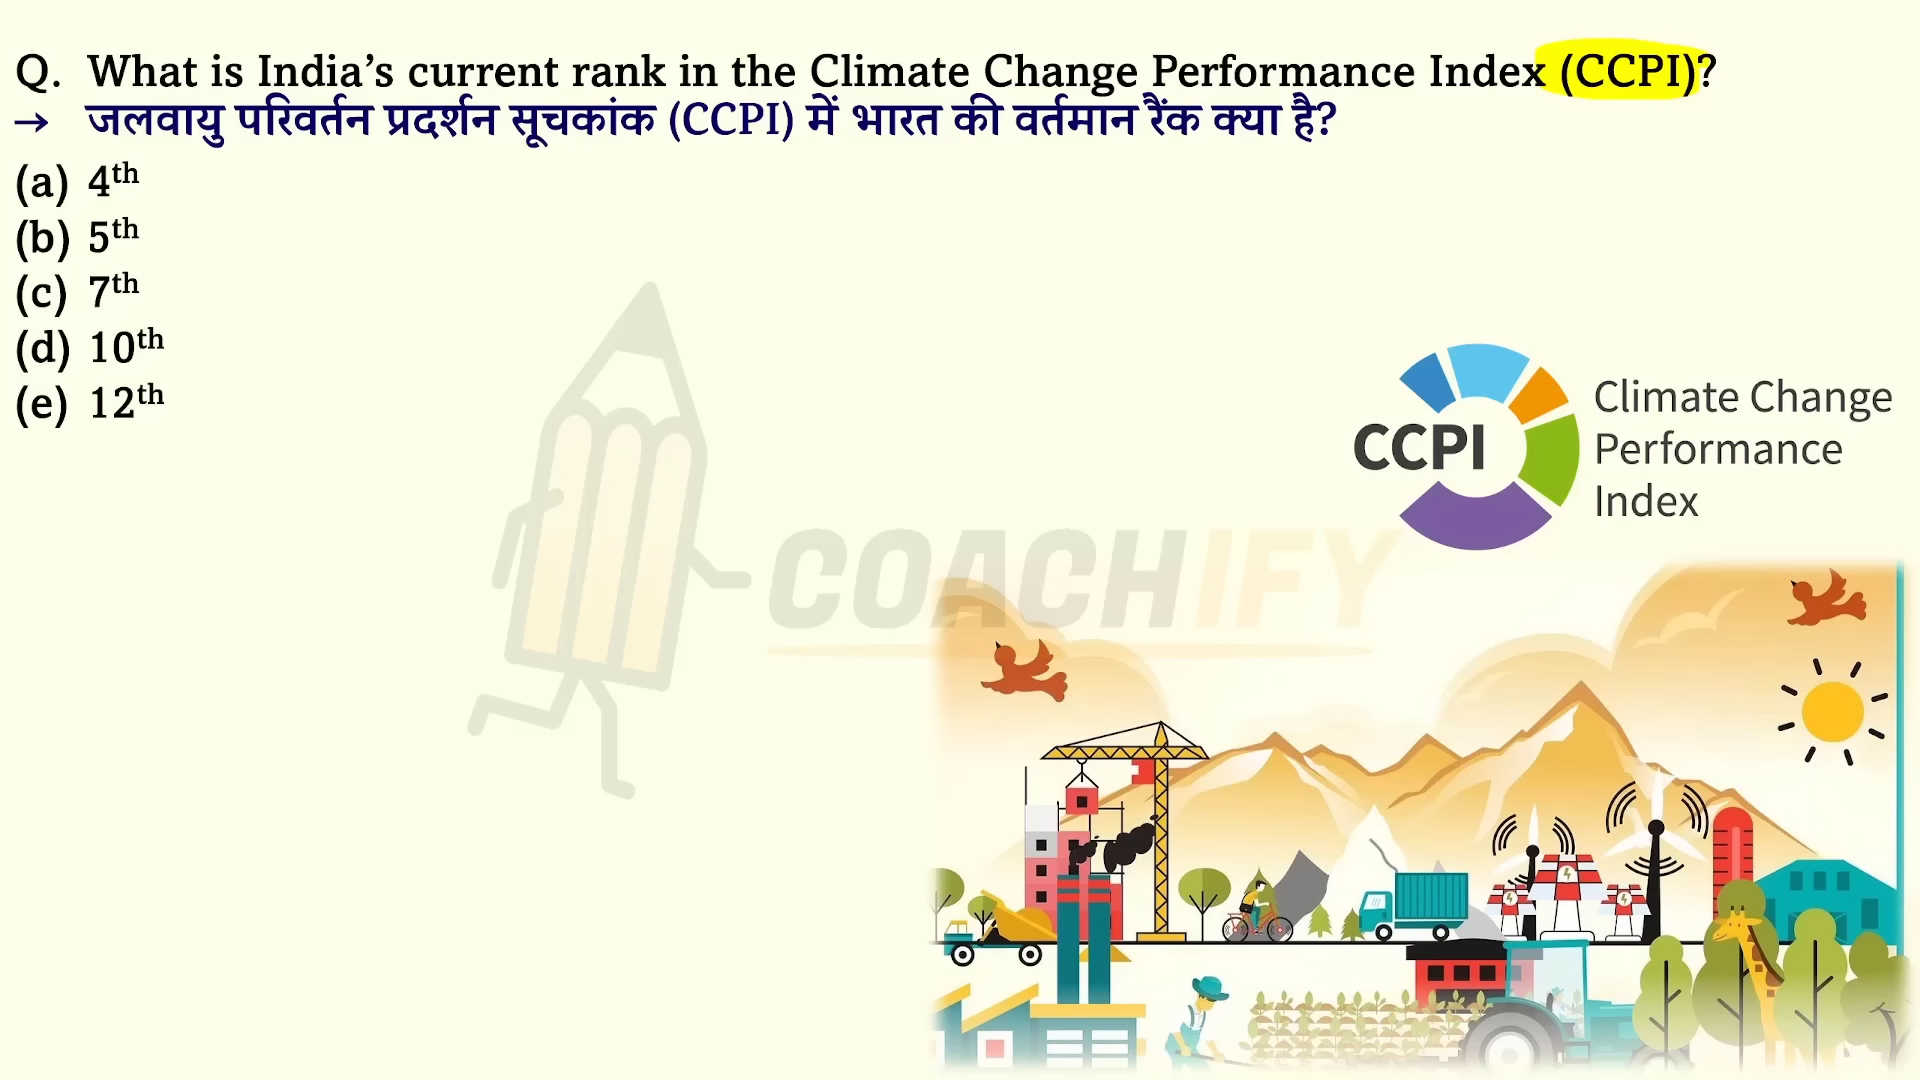 Q. What is India’s current rank in the Climate Change Performance Index (CCPI)?
→ जलवायु परिवर्तन प्रदर्शन सूचकांक (CCPI) में भारत की वर्तमान रैंक क्या है?
(a) 4th
(b) 5th
(c) 7th
(d) 10th
(e) 12th
CCPI
Climate Change
Performance
Index
COACHIFY